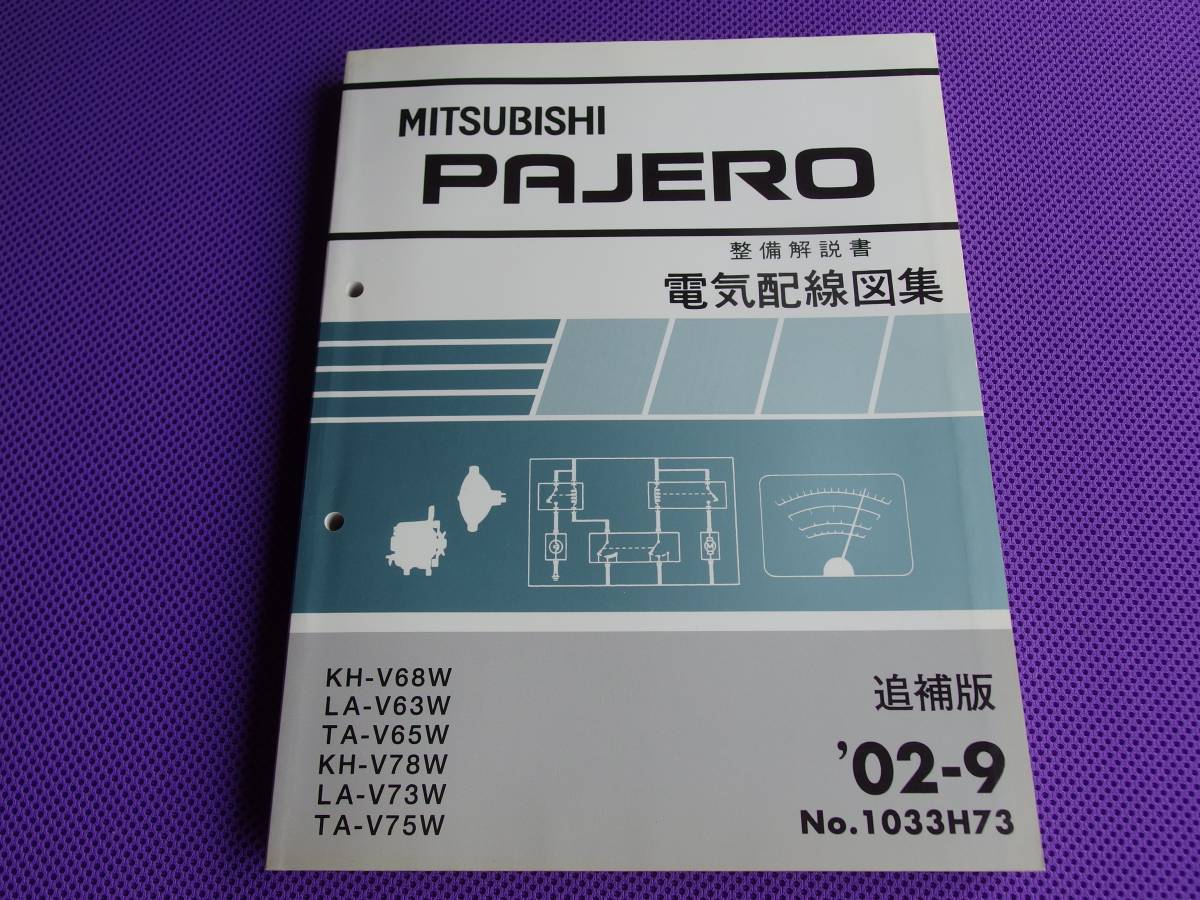 MITSUBISHI
PAJERO
整備解説書
電気配線図集
KH-V68W
LA-V63W
TA-V65W
KH-V78W
LA-V73W
TA-V75W
追補版
'02-9
No.1033H73